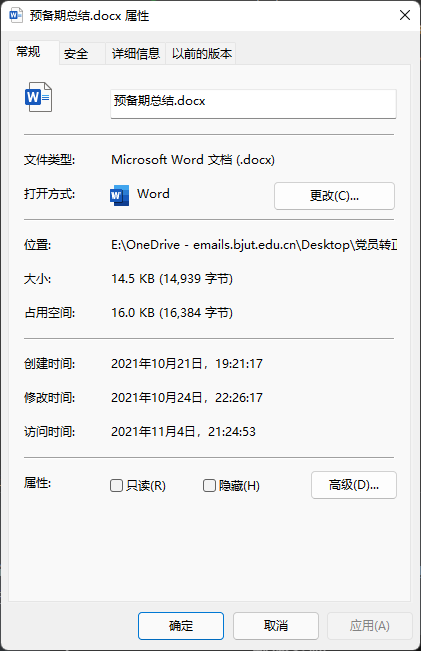 预备期总结.docx 属性
常规 安全 详细信息 以前的版本
预备期总结.docx
文件类型: Microsoft Word 文档 (.docx)
打开方式: Word 更改(C)...
位置: E:\OneDrive - emails.bjut.edu.cn\Desktop\党员转正
大小: 14.5 KB (14,939 字节)
占用空间: 16.0 KB (16,384 字节)
创建时间: 2021年10月21日，19:21:17
修改时间: 2021年10月24日，22:26:17
访问时间: 2021年11月4日，21:24:53
属性: 只读(R) 隐藏(H) 高级(D)...
确定 取消 应用(A)